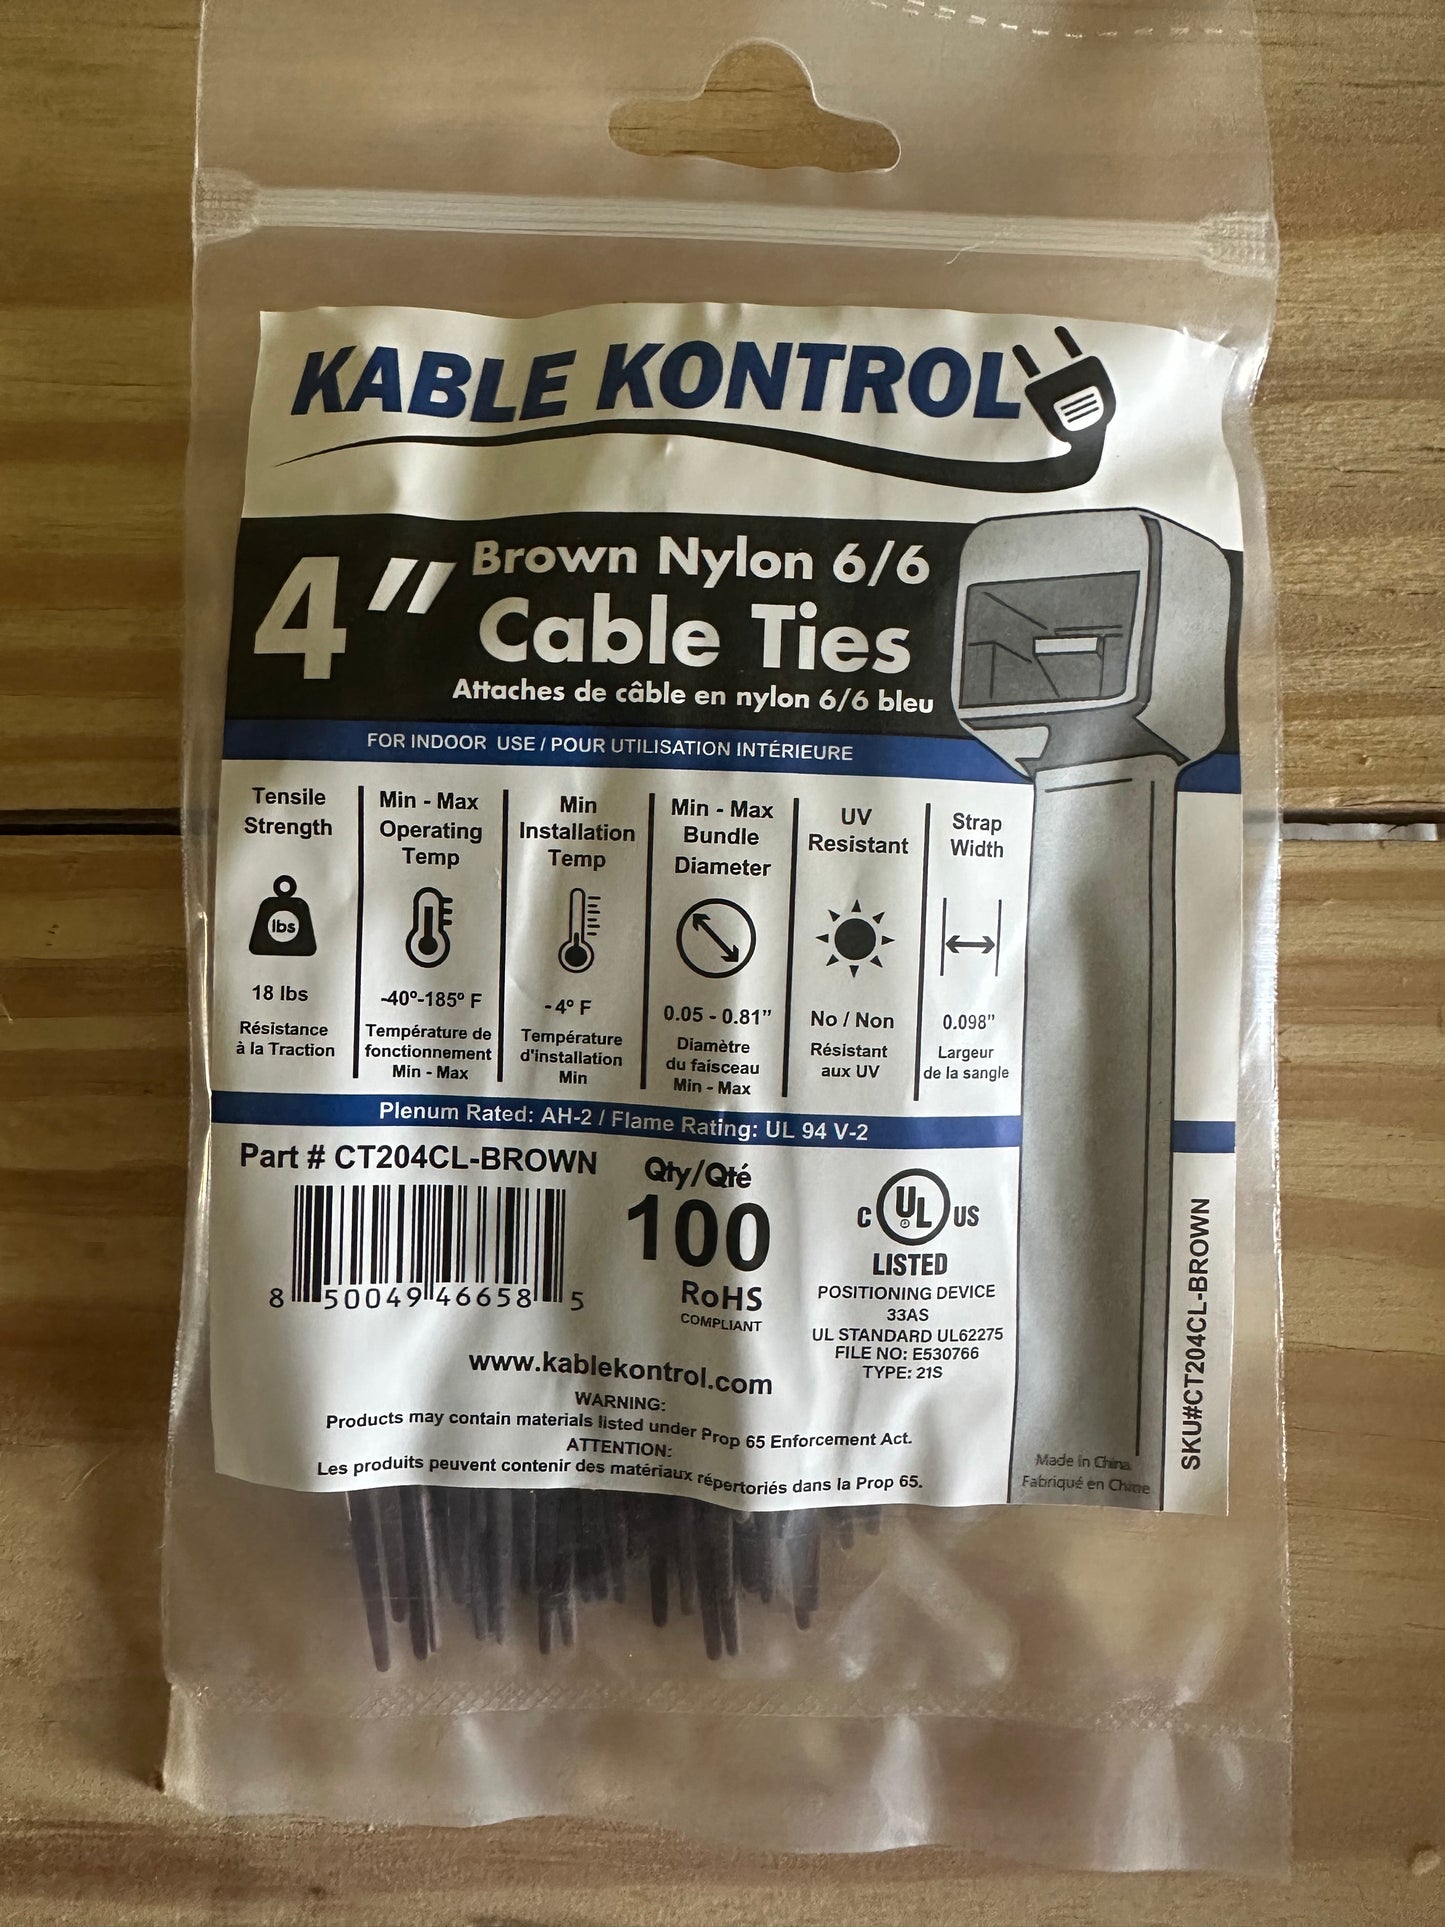 KABLE KONTROL
4"
Brown Nylon 6/6
Cable Ties
Attaches de câble en nylon 6/6 bleu
FOR INDOOR USE / POUR UTILISATION INTÉRIEURE
Tensile
Strength
lbs
18 lbs
Résistance
à la Traction
Min - Max
Operating
Temp
-40º-185º F
Température de
fonctionnement
Min - Max
Min
Installation
Temp
-4º F
Température
d'installation
Min
Min - Max
Bundle
Diameter
0.05 - 0.81"
Diamètre
du faisceau
Min - Max
UV
Resistant
No / Non
Résistant
aux UV
Strap
Width
0.098"
Largeur
de la sangle
Plenum Rated: AH-2 / Flame Rating: UL 94 V-2
Part # CT204CL-BROWN
8 50049 46658 5
Qty/Qté
100
RoHS
COMPLIANT
C UL US
LISTED
POSITIONING DEVICE
33AS
UL STANDARD UL62275
FILE NO: E530766
TYPE: 21S
www.kablekontrol.com
WARNING:
Products may contain materials listed under Prop 65 Enforcement Act.
ATTENTION:
Les produits peuvent contenir des matériaux répertoriés dans la Prop 65.
Made in China
Fabriqué en Chine
SKU#CT204CL-BROWN